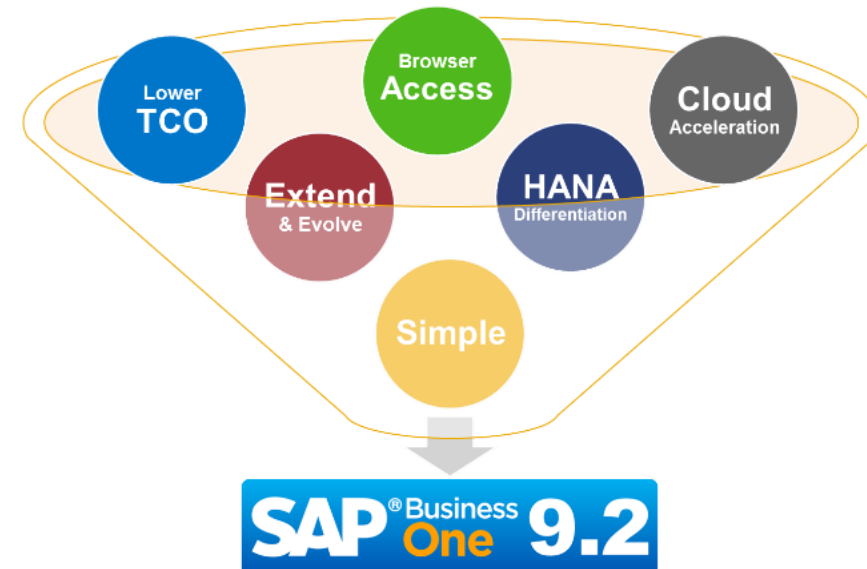 Lower
TCO
Browser
Access
Cloud
Acceleration
Extend
& Evolve
HANA
Differentiation
Simple
SAP® Business One 9.2